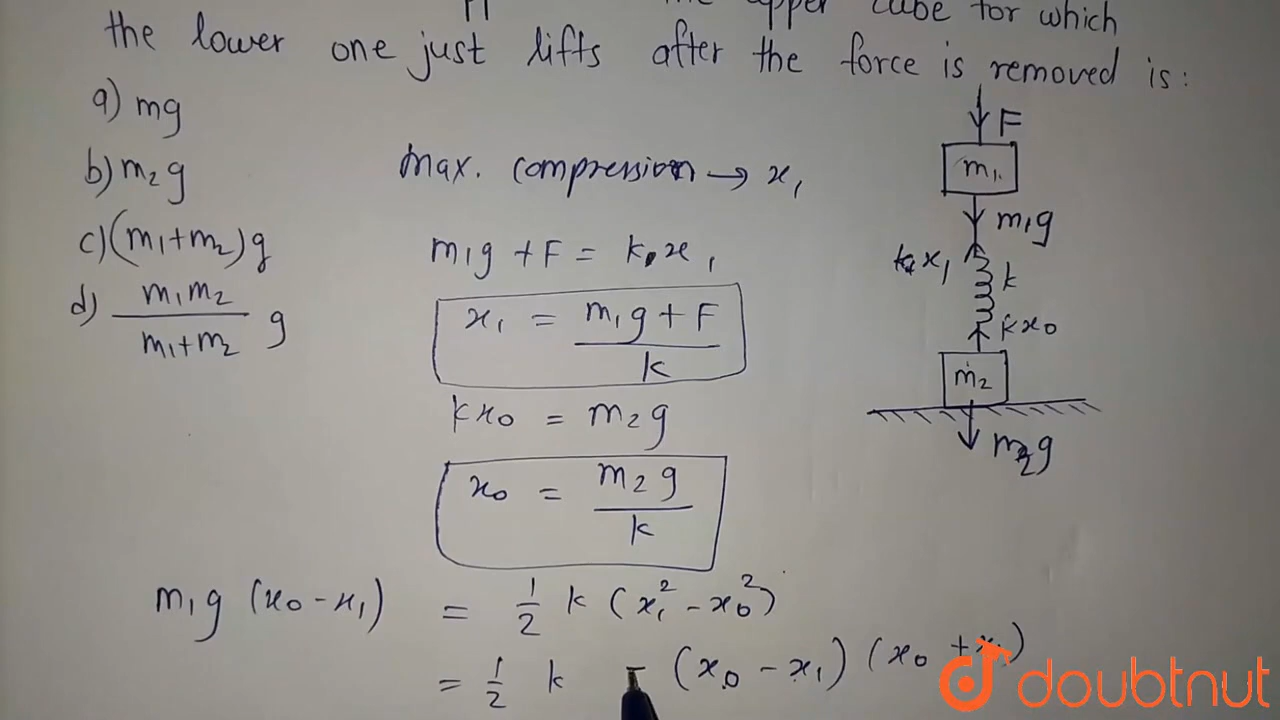 the upper cube for which
the lower one just lifts after the force is removed is:
a) mg
b) m₂g
c) (m₁+m₂)g
d) m₁m₂ / m₁+m₂ g
max. compression → x₁
m₁g + F = k x₁
x₁ = m₁g + F / k
kx₀ = m₂g
x₀ = m₂g / k
m₁g (x₀ - x₁) = 1/2 k (x₁² - x₀²)
= 1/2 k - (x₀ - x₁) (x₀ + x₁)
F
m₁
m₁g
kx₁
k
kx₀
m₂
m₂g
doubtnut